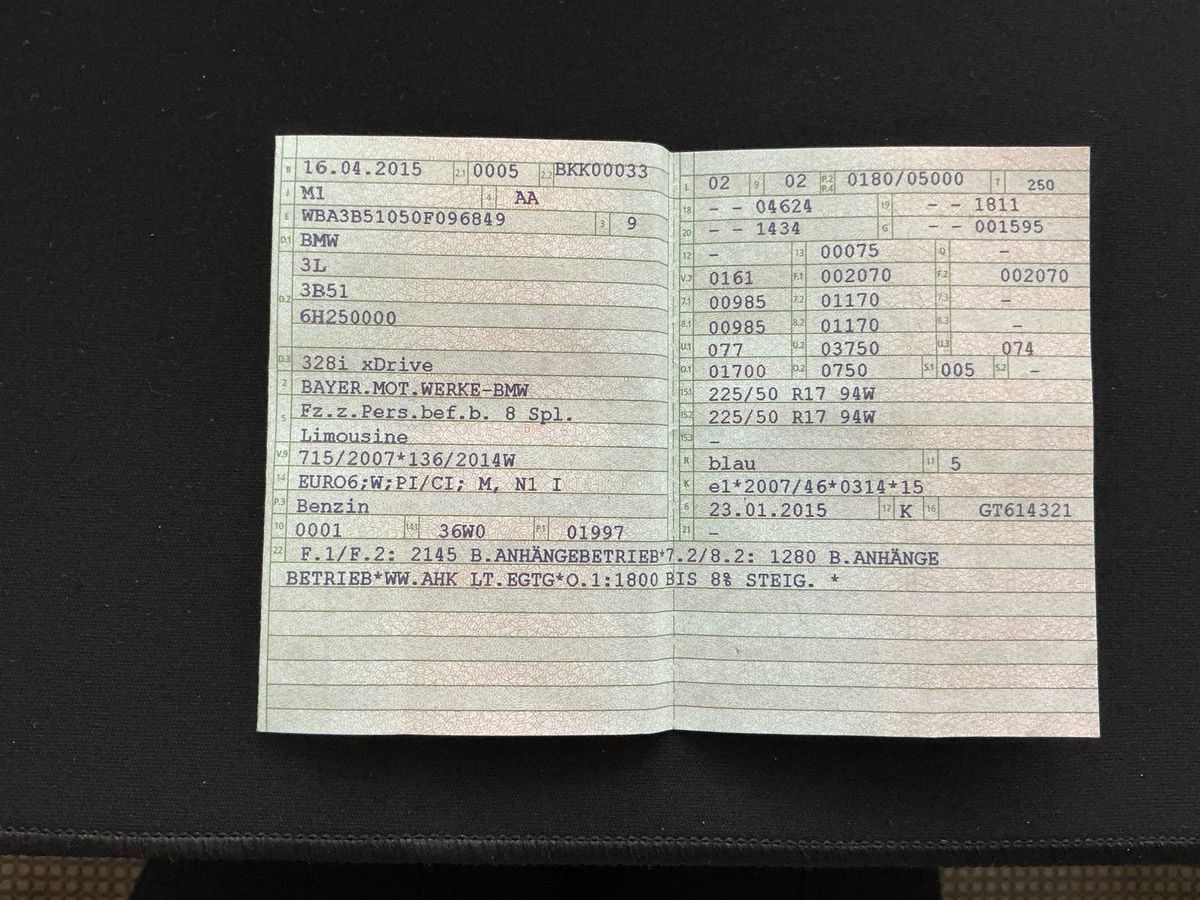 B 16.04.2015 2.1 0005 2.2 BKK00033
J M1 4 AA
E WBA3B51050F096849 3 9
D.1 BMW
3L
D.2 3B51
6H250000
D.3 328i xDrive
2 BAYER.MOT.WERKE-BMW
5 Fz.z.Pers.bef.b. 8 Spl.
Limousine
V.9 715/2007*136/2014W
14 EURO6;W;PI/CI; M, N1 I
P.3 Benzin
10 0001 14.1 36W0 P.1 01997
L 02 9 02 P.2 P.4 0180/05000 T 250
18 - - 04624 19 - - 1811
20 - - 1434 G - - 001595
12 - 13 00075 Q -
V.7 0161 F.1 002070 F.2 002070
7.1 00985 7.2 01170 7.3 -
8.1 00985 8.2 01170 8.3 -
U.1 077 U.2 03750 U.3 074
O.1 01700 O.2 0750 S.1 005 S.2 -
15.1 225/50 R17 94W
15.2 225/50 R17 94W
15.3 -
R blau 11 5
K e1*2007/46*0314*15
6 23.01.2015 17 K 16 GT614321
21 -
22 F.1/F.2: 2145 B.ANHÄNGEBETRIEB*7.2/8.2: 1280 B.ANHÄNGE
BETRIEB*WW.AHK LT.EGTG*O.1:1800 BIS 8% STEIG. *